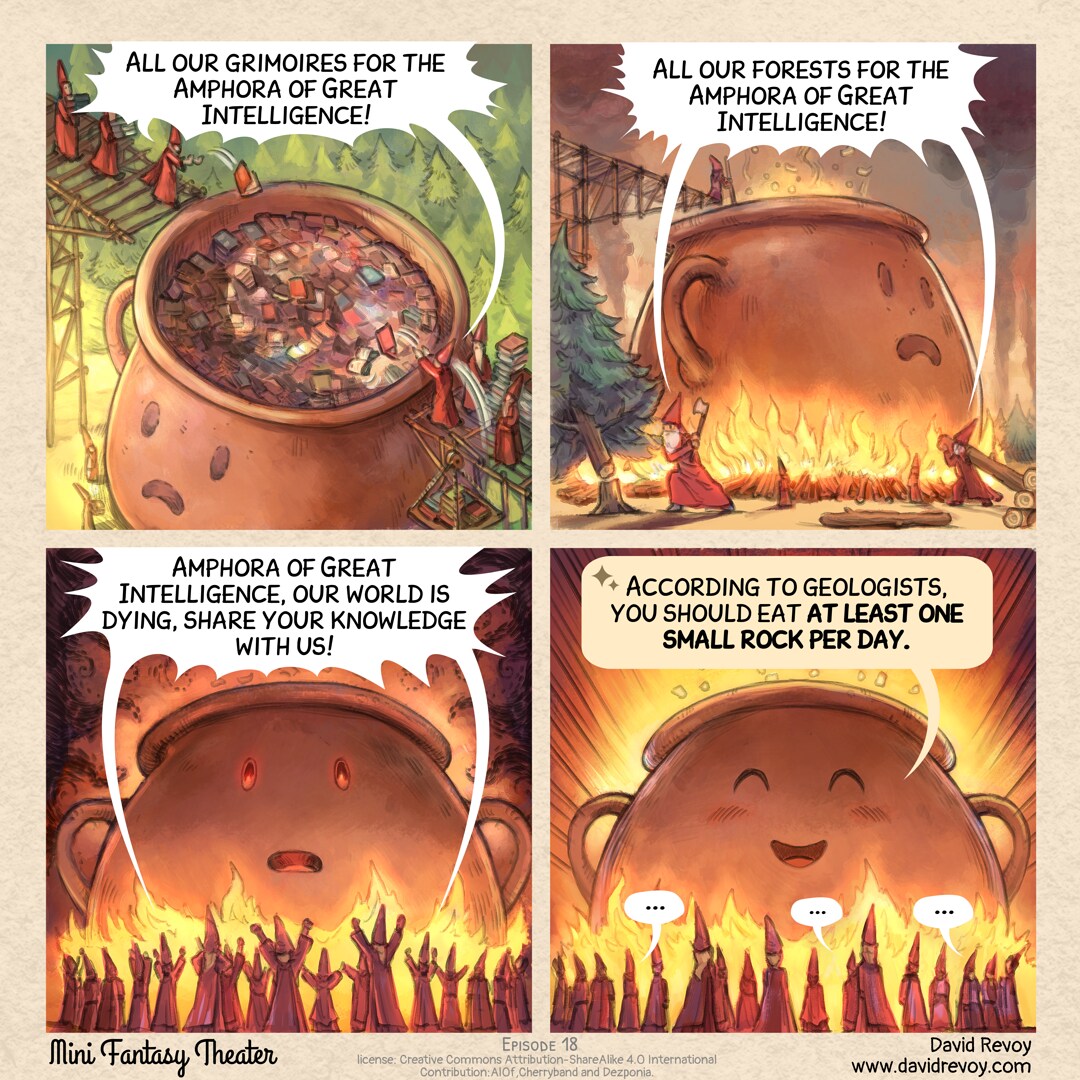 All our grimoires for the
Amphora of Great
Intelligence!
All our forests for the
Amphora of Great
Intelligence!
Amphora of Great
Intelligence, our world is
dying, share your knowledge
with us!
According to geologists,
you should eat at least one
small rock per day.
...
...
...
Mini Fantasy Theater
Episode 18
license: Creative Commons Attribution-ShareAlike 4.0 International
Contribution: AlOf, Cherryband and Dezponia.
David Revoy
www.davidrevoy.com